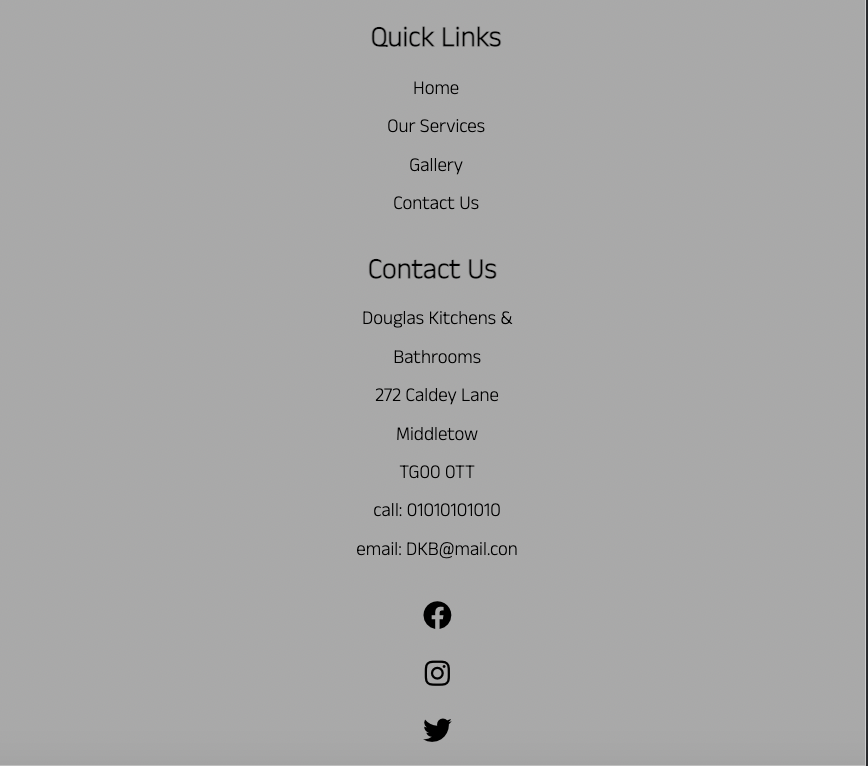 Quick Links
Home
Our Services
Gallery
Contact Us
Contact Us
Douglas Kitchens &
Bathrooms
272 Caldey Lane
Middletow
TG00 0TT
call: 01010101010
email: DKB@mail.con